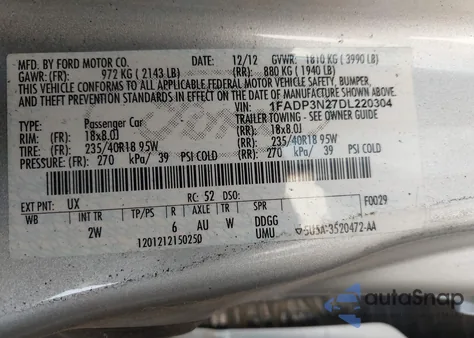 MFD. BY FORD MOTOR CO. DATE: 12/12 GVWR: 1810 KG ( 3990 LB)
GAWR: (FR): 972 KG ( 2143 LB) (RR): 880 KG ( 1940 LB)
THIS VEHICLE CONFORMS TO ALL APPLICABLE FEDERAL MOTOR VEHICLE SAFETY, BUMPER,
AND THEFT PREVENTION STANDARDS IN EFFECT ON THE DATE OF MANUFACTURE SHOWN ABOVE.
VIN: 1FADP3N27DL220304
TYPE: Passenger Car TRAILER TOWING - SEE OWNER GUIDE
RIM: (FR): 18x8.0J (RR): 18x8.0J
TIRE: (FR): 235/40R18 95W (RR): 235/40R18 95W
PRESSURE: (FR): 270 kPa/ 39 PSI COLD (RR): 270 kPa/ 39 PSI COLD
EXT PNT: UX RC: 52 DSO: F0029
WB INT TR TP/PS R AXLE TR SPR
2W 6 AU W DDGG
120121215025D UMU 5U5A-3520472-AA
autoSnap